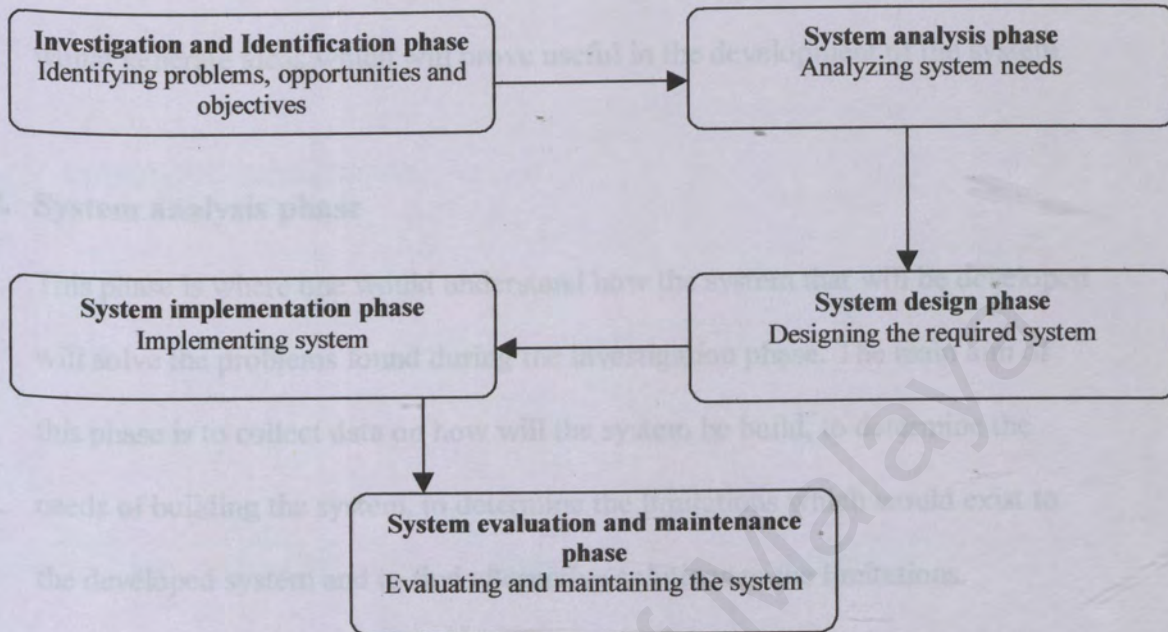 Investigation and Identification phase
Identifying problems, opportunities and
objectives
System analysis phase
Analyzing system needs
System analysis phase
This phase is where one would understand how the system that will be developed
System implementation phase
Implementing system
System design phase
Designing the required system
will solve the problems found during the investigation phase. The main
this phase is to collect data on how will the system be build, to determine the
needs of building the system, to determine the limitations which would exist to
System evaluation and maintenance
phase
Evaluating and maintaining the system
the developed system and limitations.
of Malaya